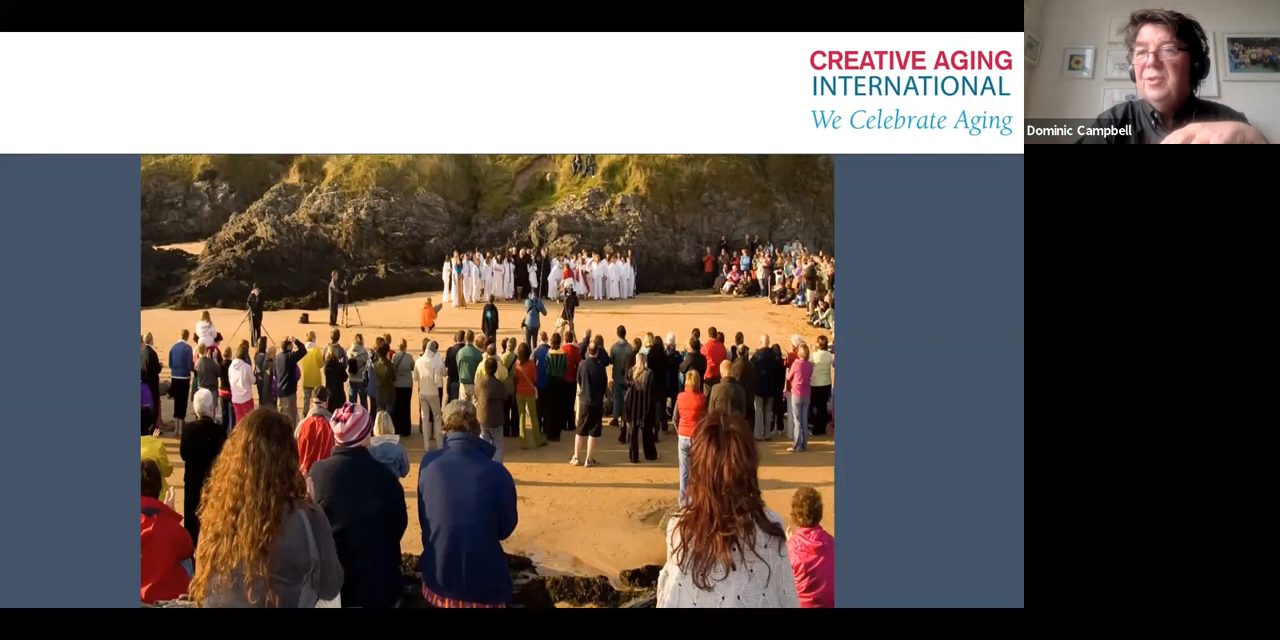 CREATIVE AGING
INTERNATIONAL
We Celebrate Aging
Dominic Campbell